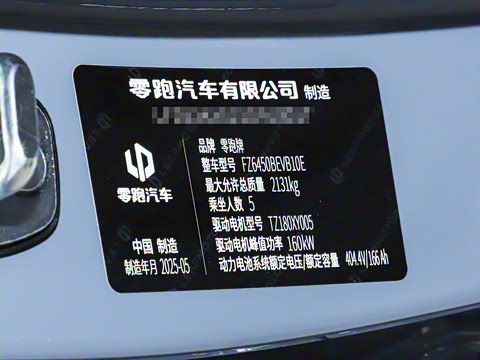 零跑汽车有限公司 制造
品牌 零跑牌
整车型号 FZ6450BEVB10E
最大允许总质量 2131kg
乘坐人数 5
驱动电机型号 TZ180XY005
驱动电机峰值功率 160kW
动力电池系统额定电压/额定容量 404.4V/166Ah
零跑汽车
中国 制造
制造年月 2025-05